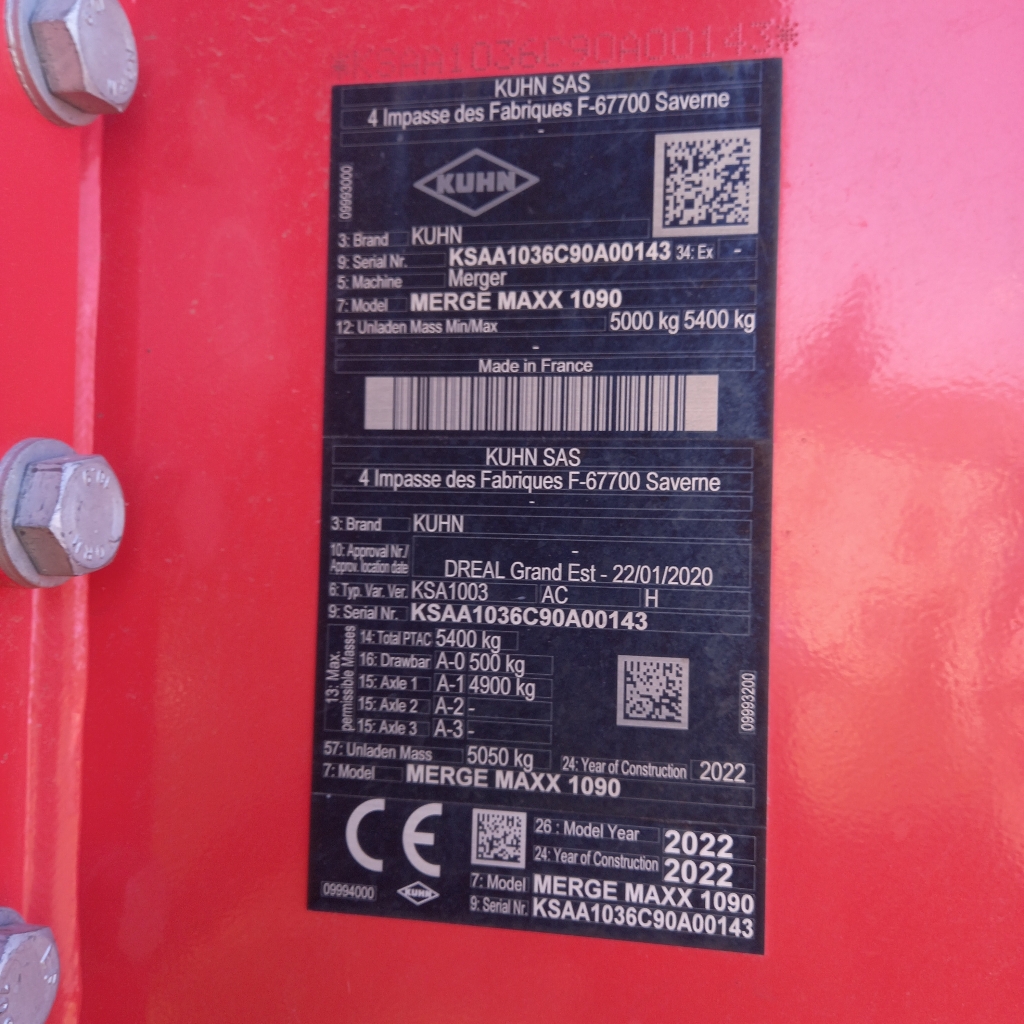 *KSAA1036C90A00143*
KUHN SAS
4 Impasse des Fabriques F-67700 Saverne
-
09993000
KUHN
3: Brand KUHN
9: Serial Nr. KSAA1036C90A00143 34: Ex -
5: Machine Merger
7: Model MERGE MAXX 1090
12: Unladen Mass Min/Max 5000 kg 5400 kg
-
Made in France
KUHN SAS
4 Impasse des Fabriques F-67700 Saverne
-
3: Brand KUHN
10: Approval Nr./ -
Approv. location date DREAL Grand Est - 22/01/2020
6: Typ. Var. Ver. KSA1003 AC H
9: Serial Nr. KSAA1036C90A00143
13: Max.
permissible Masses
14: Total PTAC 5400 kg
16: Drawbar A-0 500 kg
15: Axle 1 A-1 4900 kg
15: Axle 2 A-2 -
15: Axle 3 A-3 -
09993200
57: Unladen Mass 5050 kg 24: Year of Construction 2022
7: Model MERGE MAXX 1090
CE
26 : Model Year 2022
24: Year of Construction 2022
7: Model MERGE MAXX 1090
9: Serial Nr. KSAA1036C90A00143
09994000
KUHN